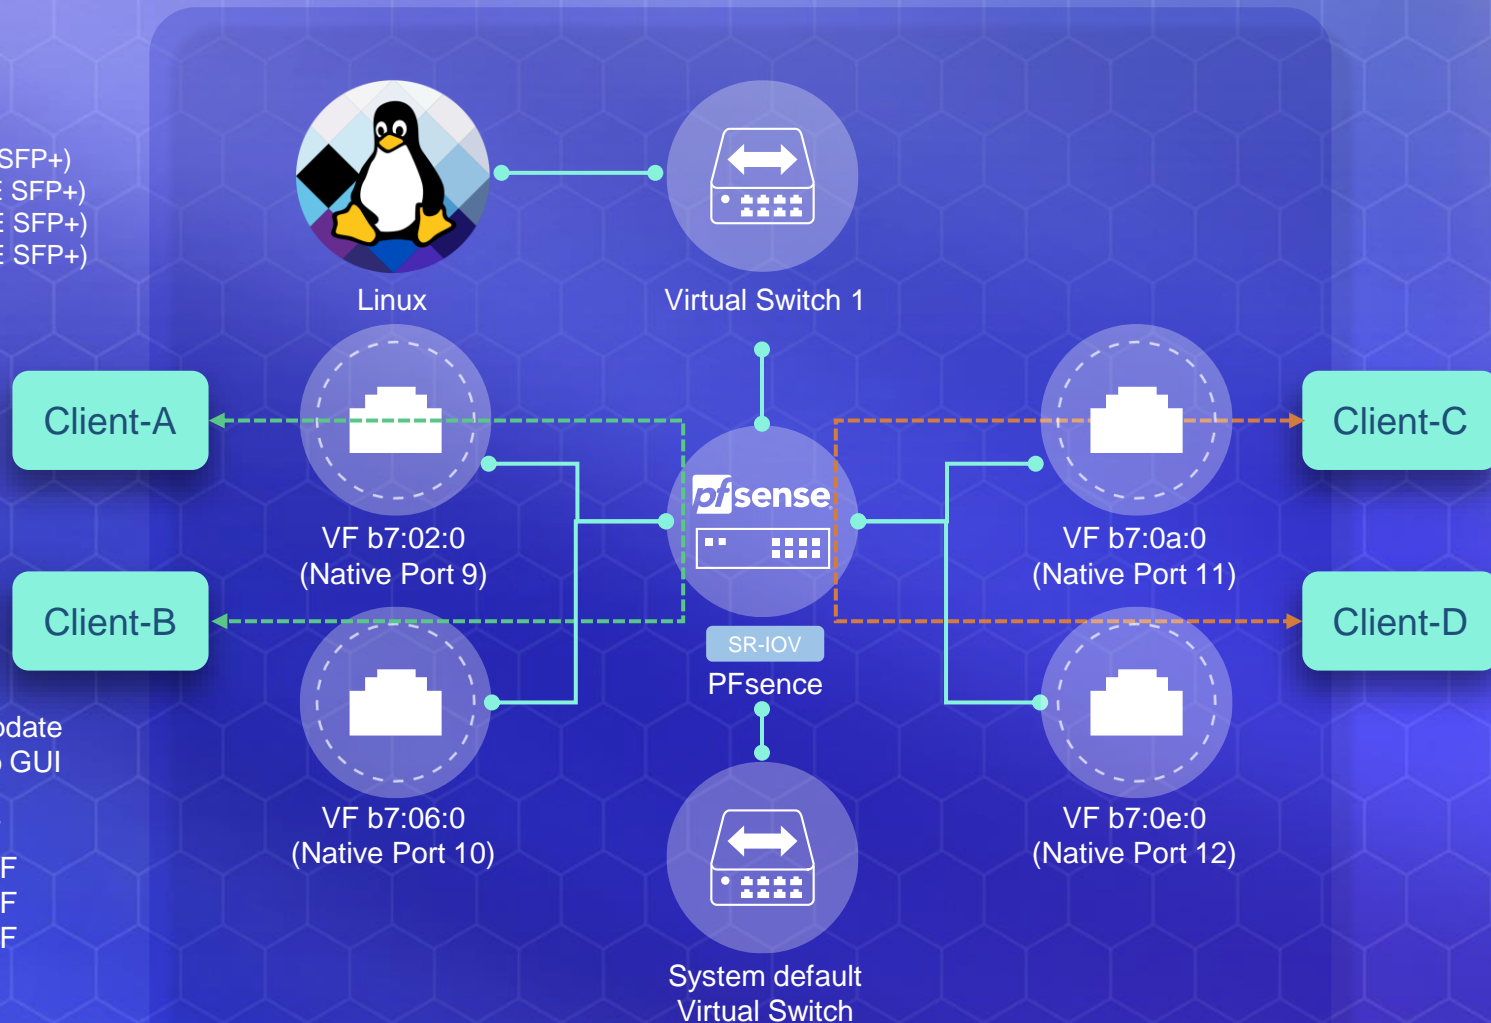 SFP+)
SFP+)
SFP+)
SFP+)
Linux
Virtual Switch 1
Client-A
Client-C
pfsense
VF b7:02:0
(Native Port 9)
VF b7:0a:0
(Native Port 11)
Client-B
Client-D
SR-IOV
PFsence
GUI
VF b7:06:0
(Native Port 10)
VF b7:0e:0
(Native Port 12)
F
F
F
System default
Virtual Switch